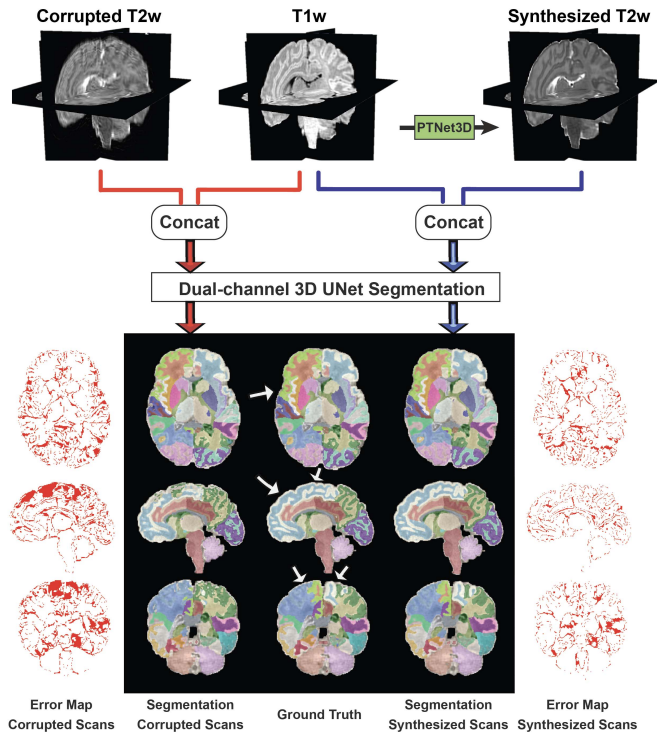 Corrupted T2w
T1w
Synthesized T2w
PTNet3D
Concat
Concat
Dual-channel 3D UNet Segmentation
Error Map
Corrupted Scans
Segmentation
Corrupted Scans
Ground Truth
Segmentation
Synthesized Scans
Error Map
Synthesized Scans